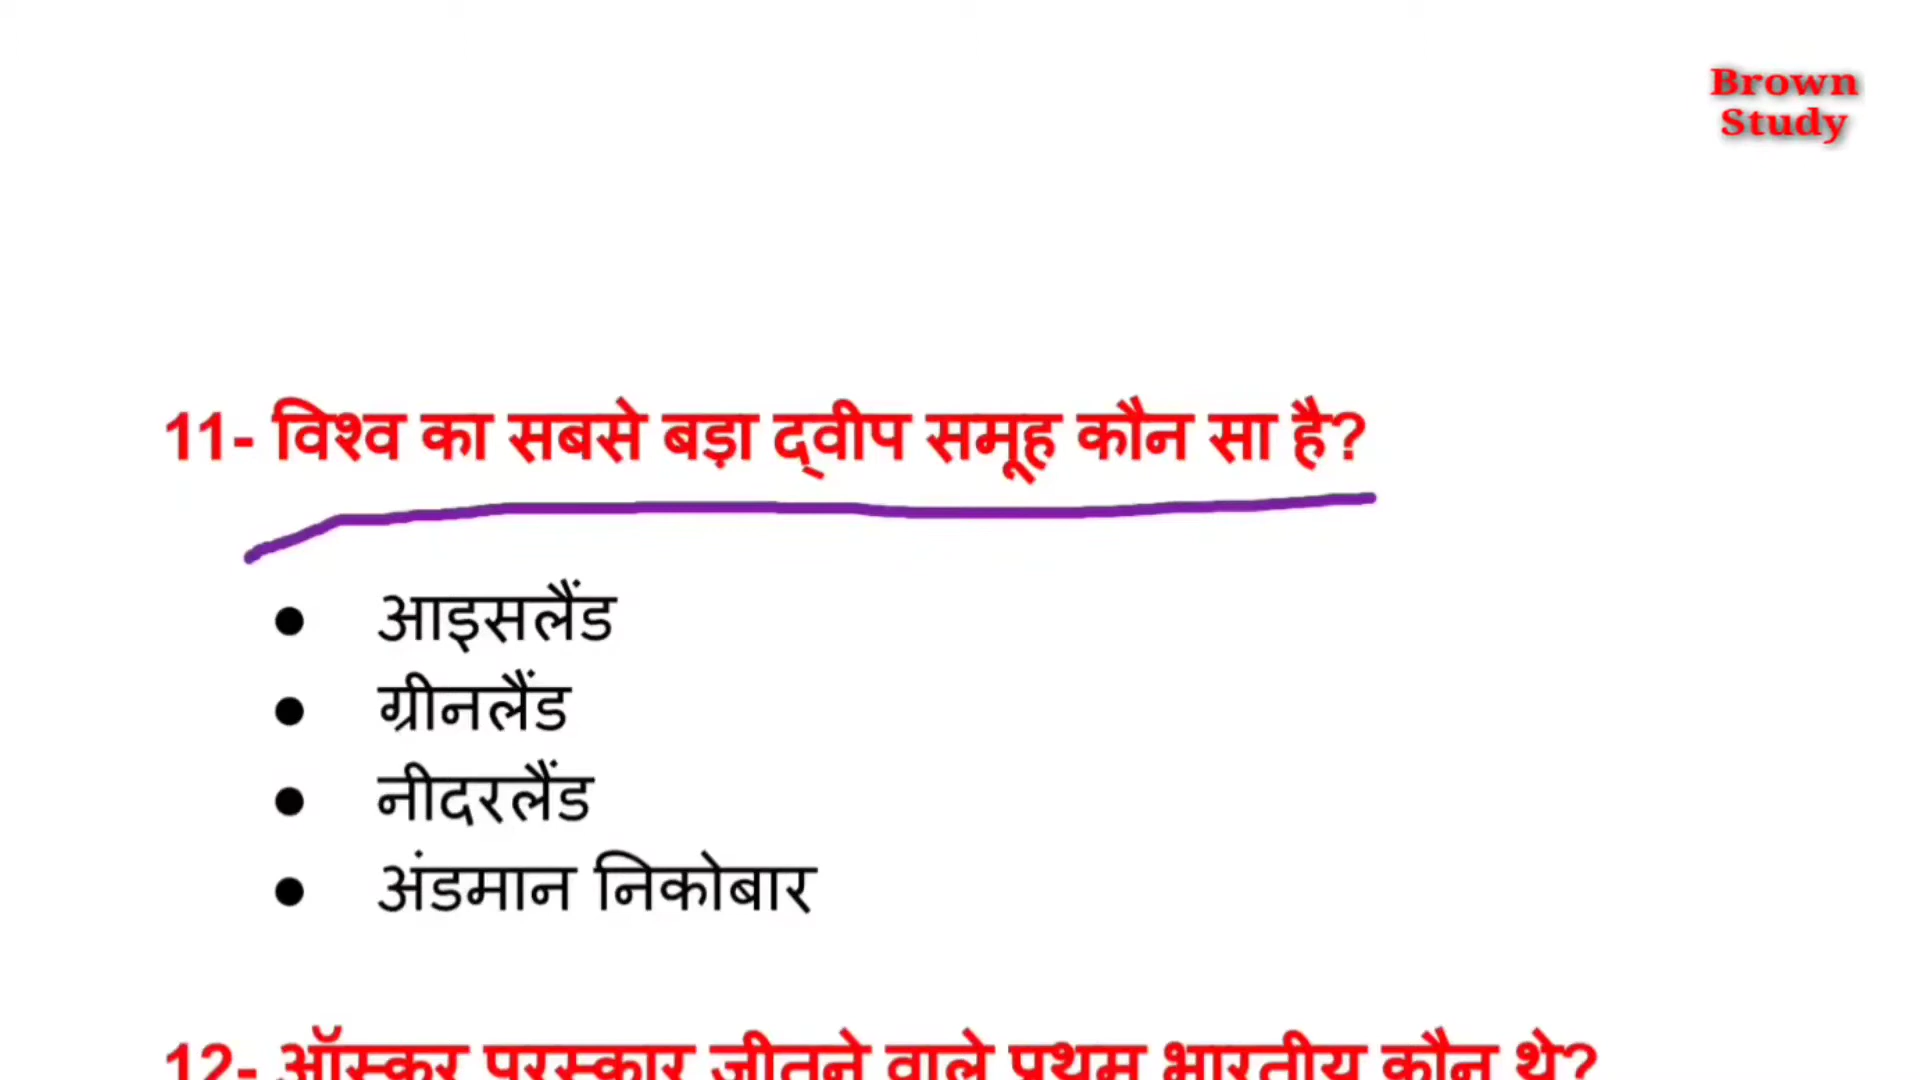 Brown
Study
11- विश्व का सबसे बड़ा द्वीप समूह कौन सा है?
● आइसलैंड
● ग्रीनलैंड
● नीदरलैंड
● अंडमान निकोबार
12- ऑस्कर पुरस्कार जीतने वाले प्रथम भारतीय कौन थे?